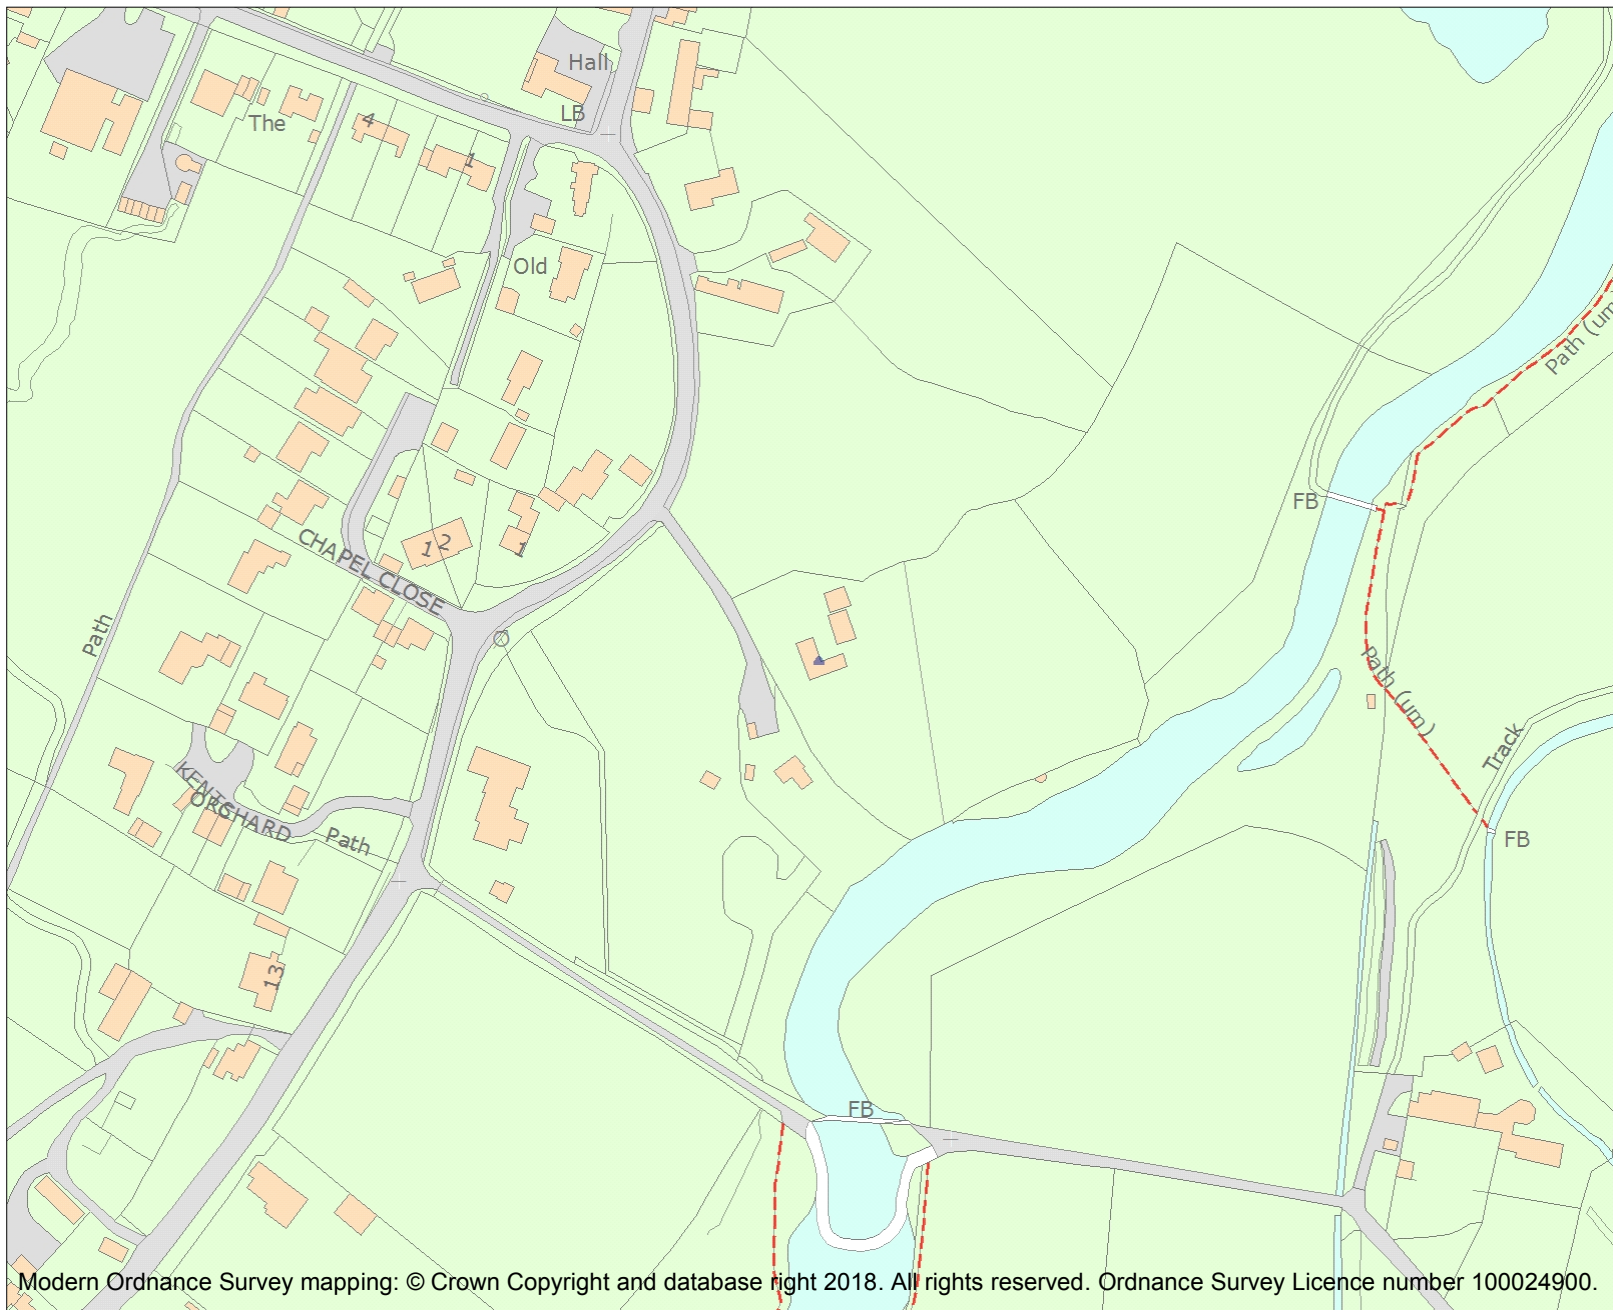 Hall
LB
The
4
1
Old
Path (um
FB
CHAPEL CLOSE
1 2
1
Path
Path (um)
Track
KENTS
ORCHARD
Path
FB
13
FB
Modern Ordnance Survey mapping: © Crown Copyright and database right 2018. All rights reserved. Ordnance Survey Licence number 100024900.